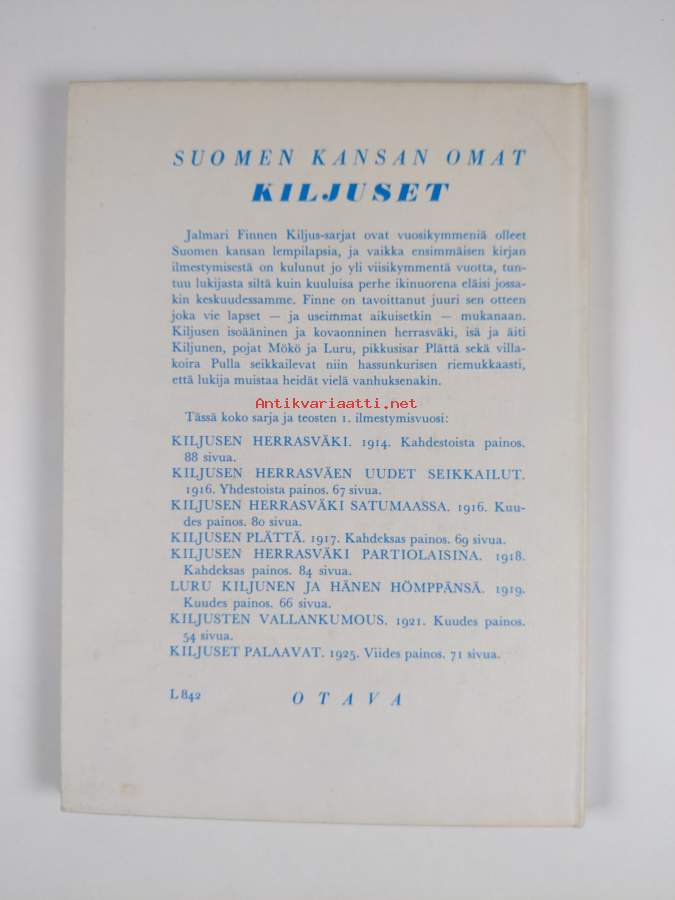 SUOMEN KANSAN OMAT
KILJUSET
Jalmari Finnen Kiljus-sarjat ovat vuosikymmeniä olleet
Suomen kansan lempilapsia, ja vaikka ensimmäisen kirjan
ilmestymisestä on kulunut jo yli viisikymmentä vuotta, tun-
tuu lukijasta siltä kuin kuuluisa perhe ikinuorena eläisi jossa-
kin keskuudessamme. Finne on tavoittanut juuri sen otteen
joka vie lapset — ja useimmat aikuisetkin — mukanaan.
Kiljusen isoääninen ja kovaonninen herrasväki, isä ja äiti
Kiljunen, pojat Mökö ja Luru, pikkusisar Plättä sekä villa-
koira Pulla seikkailevat niin hassunkurisen riemukkaasti,
että lukija muistaa heidät vielä vanhuksenakin.
Antikvariaatti.net
Tässä koko sarja ja teosten 1. ilmestymisvuosi:
KILJUSEN HERRASVÄKI. 1914. Kahdestoista painos.
88 sivua.
KILJUSEN HERRASVÄEN UUDET SEIKKAILUT.
1916. Yhdestoista painos. 67 sivua.
KILJUSEN HERRASVÄKI SATUMAASSA. 1916. Kuu-
des painos. 80 sivua.
KILJUSEN PLÄTTÄ. 1917. Kahdeksas painos. 69 sivua.
KILJUSEN HERRASVÄKI PARTIOLAISINA. 1918.
Kahdeksas painos. 84 sivua.
LURU KILJUNEN JA HÄNEN HÖMPPÄNSÄ. 1919.
Kuudes painos. 66 sivua.
KILJUSTEN VALLANKUMOUS. 1921. Kuudes painos.
54 sivua.
KILJUSET PALAAVAT. 1925. Viides painos. 71 sivua.
L 842 OTAVA